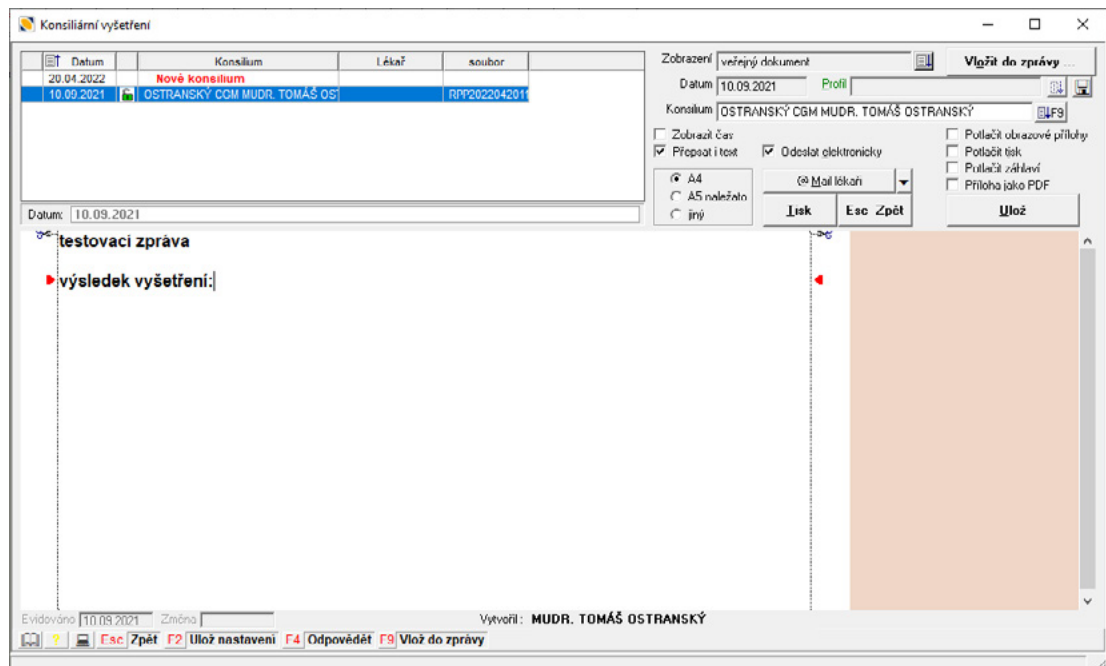 Konsiliární vyšetření
Datum Konsilium Lékař soubor
20.04.2022 Nové konsilium
10.09.2021 OSTRANSKÝ CGM MUDR. TOMÁŠ OS RPP2022042011
Datum: 10.09.2021
Zobrazení veřejný dokument Vložit do zprávy ...
Datum 10.09.2021 Profil
Konsilium OSTRANSKÝ CGM MUDR. TOMÁŠ OSTRANSKÝ F9
Zobrazit čas Potlačit obrazové přílohy
Přepsat i text Odeslat elektronicky Potlačit tisk
Potlačit záhlaví
A4 @ Mail lékaři Příloha jako PDF
A5 naležato
jiný Tisk Esc Zpět Ulož
testovací zpráva
výsledek vyšetření:
Evidováno 10.09.2021 Změna Vytvořil: MUDR. TOMÁŠ OSTRANSKÝ
? Esc Zpět F2 Ulož nastavení F4 Odpovědět F9 Vlož do zprávy